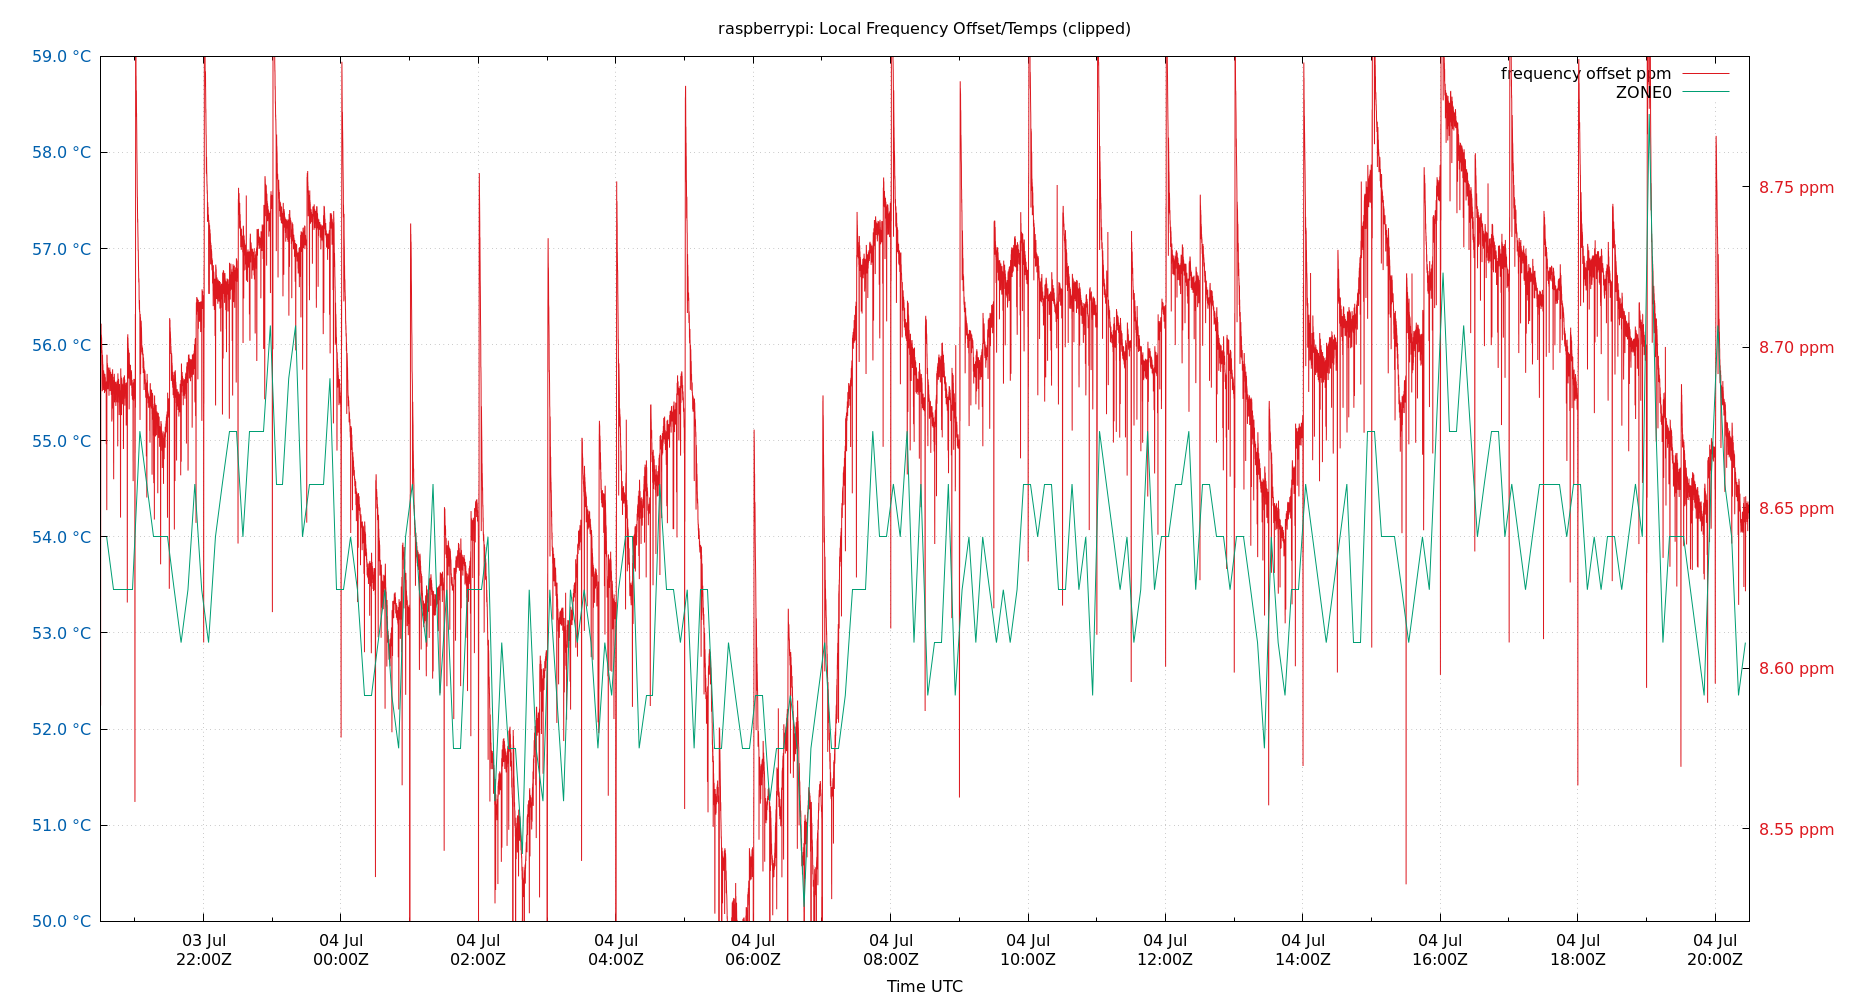 raspberrypi: Local Frequency Offset/Temps (clipped)
59.0 °C
58.0 °C
57.0 °C
56.0 °C
55.0 °C
54.0 °C
53.0 °C
52.0 °C
51.0 °C
50.0 °C
frequency offset ppm
ZONE0
8.75 ppm
8.70 ppm
8.65 ppm
8.60 ppm
8.55 ppm
03 Jul
22:00Z
04 Jul
00:00Z
04 Jul
02:00Z
04 Jul
04:00Z
04 Jul
06:00Z
04 Jul
08:00Z
04 Jul
10:00Z
04 Jul
12:00Z
04 Jul
14:00Z
04 Jul
16:00Z
04 Jul
18:00Z
04 Jul
20:00Z
Time UTC